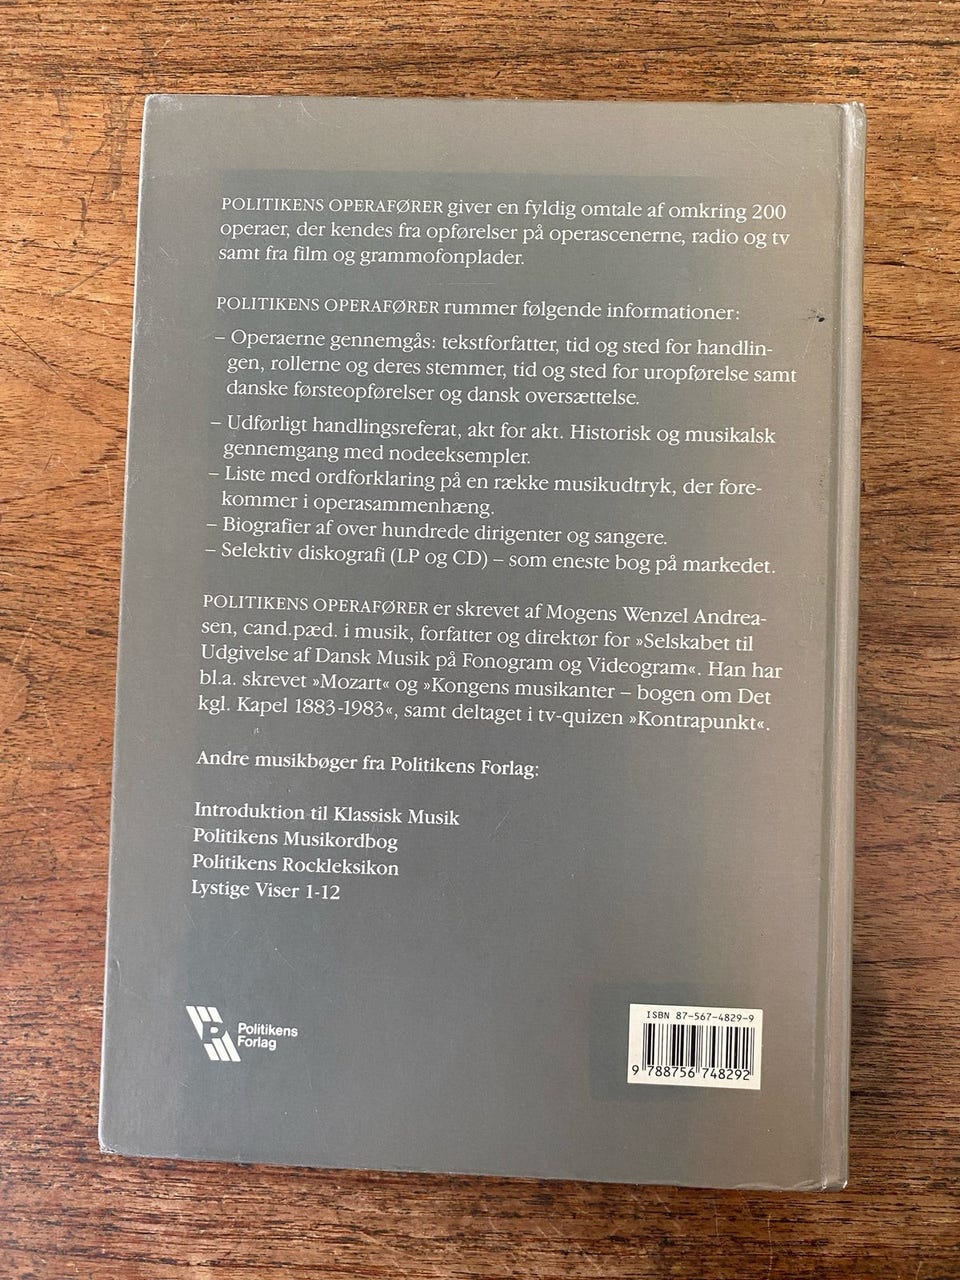 POLITIKENS OPERAFØRER giver en fyldig omtale af omkring 200
operaer, der kendes fra opførelser på operascenerne, radio og tv
samt fra film og grammofonplader.
POLITIKENS OPERAFØRER rummer følgende informationer:
– Operaerne gennemgås: tekstforfatter, tid og sted for handlin-
gen, rollerne og deres stemmer, tid og sted for uropførelse samt
danske førsteopførelser og dansk oversættelse.
– Udførligt handlingsreferat, akt for akt. Historisk og musikalsk
gennemgang med nodeeksempler.
– Liste med ordforklaring på en række musikudtryk, der fore-
kommer i operasammenhæng.
– Biografier af over hundrede dirigenter og sangere.
– Selektiv diskografi (LP og CD) – som eneste bog på markedet.
POLITIKENS OPERAFØRER er skrevet af Mogens Wenzel Andrea-
sen, cand.pæd. i musik, forfatter og direktør for »Selskabet til
Udgivelse af Dansk Musik på Fonogram og Videogram«. Han har
bl.a. skrevet »Mozart« og »Kongens musikanter – bogen om Det
kgl. Kapel 1883-1983«, samt deltaget i tv-quizen »Kontrapunkt«.
Andre musikbøger fra Politikens Forlag:
Introduktion til Klassisk Musik
Politikens Musikordbog
Politikens Rockleksikon
Lystige Viser 1-12
P
Politikens
Forlag
ISBN 87-567-4829-9
9 788756 748292